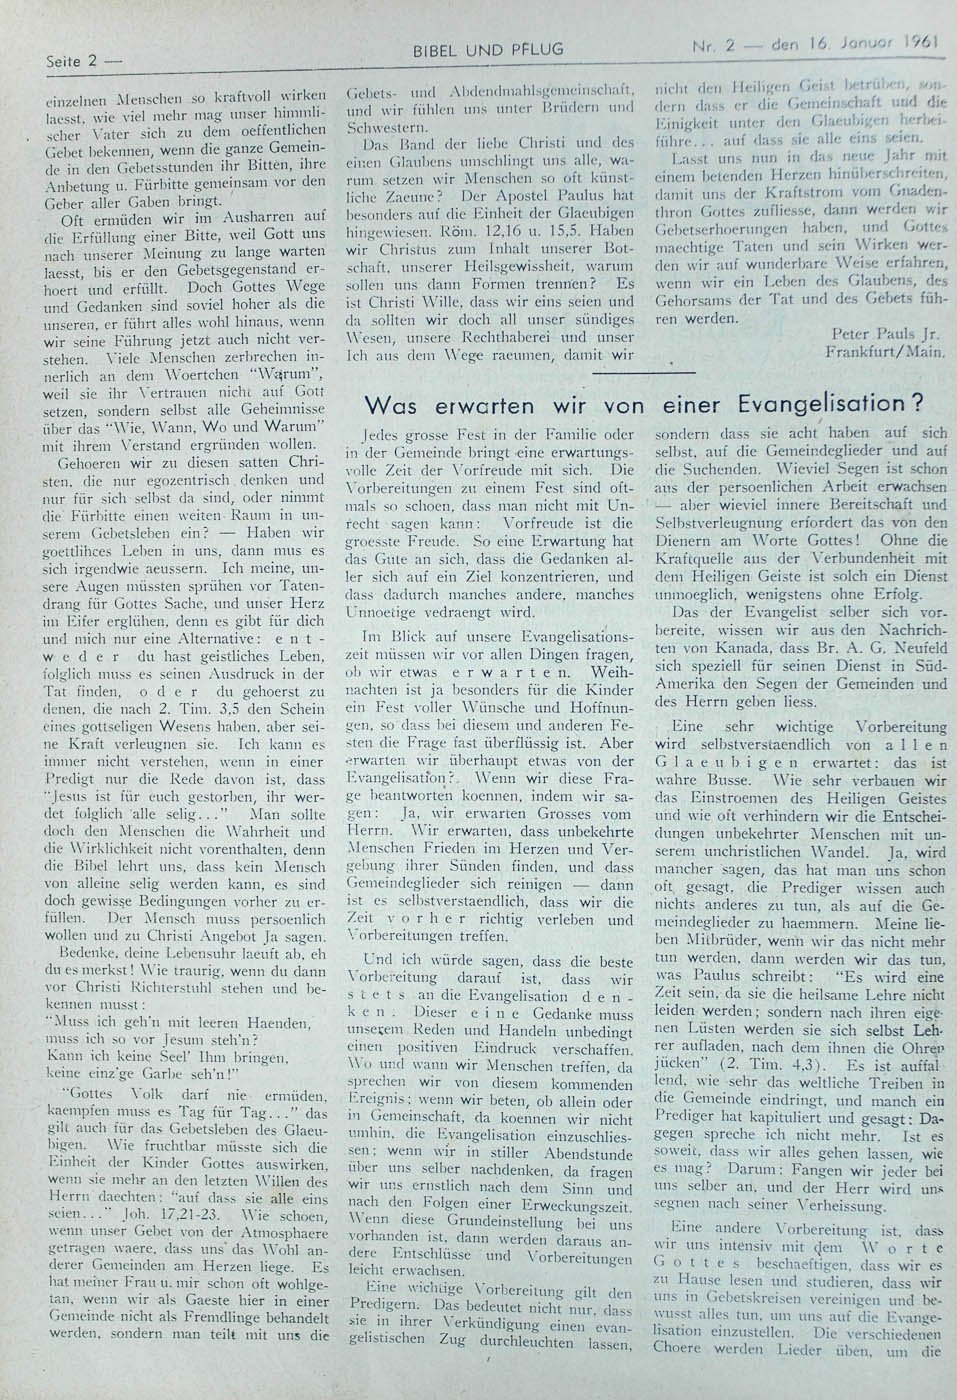 Seite 2 —
BIBEL UND PFLUG
Nr. 2 — den 16. Januar 1961
einzelnen Menschen so kraftvoll wirken
laesst, wie viel mehr mag unser himmli-
scher Vater sich zu dem oeffentlichen
Gebet bekennen, wenn die ganze Gemein-
de in den Gebetsstunden ihr Bitten, ihre
Anbetung u. Fürbitte gemeinsam vor den
Geber aller Gaben bringt.
Oft ermüden wir im Ausharren auf
die Erfüllung einer Bitte, weil Gott uns
nach unserer Meinung zu lange warten
laesst, bis er den Gebetsgegenstand er-
hoert und erfüllt. Doch Gottes Wege
und Gedanken sind soviel hoher als die
unseren, er führt alles wohl hinaus, wenn
wir seine Führung jetzt auch nicht ver-
stehen. Viele Menschen zerbrechen in-
nerlich an dem Woertchen "Warum",
weil sie ihr Vertrauen nicht auf Gott
setzen, sondern selbst alle Geheimnisse
über das "Wie, Wann, Wo und Warum"
mit ihrem Verstand ergründen wollen.
Gehoeren wir zu diesen satten Chri-
sten, die nur egozentrisch denken und
nur für sich selbst da sind, oder nimmt
die Fürbitte einen weiten Raum in un-
serem Gebetsleben ein? — Haben wir
goettlihces Leben in uns, dann mus es
sich irgendwie aeussern. Ich meine, un-
sere Augen müssten sprühen vor Taten-
drang für Gottes Sache, und unser Herz
im Eifer erglühen, denn es gibt für dich
und mich nur eine Alternative: e n t -
w e d e r du hast geistliches Leben,
folglich muss es seinen Ausdruck in der
Tat finden, o d e r du gehoerst zu
denen, die nach 2. Tim. 3,5 den Schein
eines gottseligen Wesens haben, aber sei-
ne Kraft verleugnen sie. Ich kann es
immer nicht verstehen, wenn in einer
Predigt nur die Rede davon ist, dass
"Jesus ist für euch gestorben, ihr wer-
det folglich alle selig..." Man sollte
doch den Menschen die Wahrheit und
die Wirklichkeit nicht vorenthalten, denn
die Bibel lehrt uns, dass kein Mensch
von alleine selig werden kann, es sind
doch gewisse Bedingungen vorher zu er-
füllen. Der Mensch muss persoenlich
wollen und zu Christi Angebot Ja sagen.
Bedenke, deine Lebensuhr laeuft ab, eh
du es merkst! Wie traurig, wenn du dann
vor Christi Richterstuhl stehen und be-
kennen musst:
"Muss ich geh'n mit leeren Haenden,
muss ich so vor Jesum steh'n?
Kann ich keine Seel' Ihm bringen,
keine einz'ge Garbe seh'n!"
"Gottes Volk darf nie ermüden,
kaempfen muss es Tag für Tag..." das
gilt auch für das Gebetsleben des Glaeu-
bigen. Wie fruchtbar müsste sich die
Einheit der Kinder Gottes auswirken,
wenn sie mehr an den letzten Willen des
Herrn daechten: "auf dass sie alle eins
seien..." Joh. 17,21-23. Wie schoen,
wenn unser Gebet von der Atmosphaere
getragen waere, dass uns das Wohl an-
derer Gemeinden am Herzen liege. Es
hat meiner Frau u. mir schon oft wohlge-
tan, wenn wir als Gaeste hier in einer
Gemeinde nicht als Fremdlinge behandelt
werden, sondern man teilt mit uns die
Gebets- und Abdendmahlsgemeinschaft,
und wir fühlen uns unter Brüdern und
Schwestern.
Das Band der liebe Christi und des
einen Glaubens umschlingt uns alle, wa-
rum setzen wir Menschen so oft künst-
liche Zaeune? Der Apostel Paulus hat
besonders auf die Einheit der Glaeubigen
hingewiesen. Röm. 12,16 u. 15,5. Haben
wir Christus zum Inhalt unserer Bot-
schaft, unserer Heilsgewissheit, warum
sollen uns dann Formen trennen? Es
ist Christi Wille, dass wir eins seien und
da sollten wir doch all unser sündiges
Wesen, unsere Rechthaberei und unser
Ich aus dem Wege raeumen, damit wir
nicht den Heiligen Geist betrüben, son-
dern dass er die Gemeinschaft und die
Einigkeit unter den Glaeubigen herbei-
führe... auf dass sie alle eins seien.
Lasst uns nun in das neue Jahr mit
einem betenden Herzen hinüberschreiten,
damit uns der Kraftstrom vom Gnaden-
thron Gottes zufliesse, dann werden wir
Gebetserhoerungen haben, und Gottes
maechtige Taten und sein Wirken wer-
den wir auf wunderbare Weise erfahren,
wenn wir ein Leben des Glaubens, des
Gehorsams der Tat und des Gebets füh-
ren werden.
Peter Pauls Jr.
Frankfurt/Main.
Was erwarten wir von einer Evangelisation?
Jedes grosse Fest in der Familie oder
in der Gemeinde bringt eine erwartungs-
volle Zeit der Vorfreude mit sich. Die
Vorbereitungen zu einem Fest sind oft-
mals so schoen, dass man nicht mit Un-
recht sagen kann: Vorfreude ist die
groesste Freude. So eine Erwartung hat
das Gute an sich, dass die Gedanken al-
ler sich auf ein Ziel konzentrieren, und
dass dadurch manches andere, manches
Unnoetige vedraengt wird.
Im Blick auf unsere Evangelisations-
zeit müssen wir vor allen Dingen fragen,
ob wir etwas e r w a r t e n. Weih-
nachten ist ja besonders für die Kinder
ein Fest voller Wünsche und Hoffnun-
gen, so dass bei diesem und anderen Fe-
sten die Frage fast überflüssig ist. Aber
erwarten wir überhaupt etwas von der
Evangelisation? Wenn wir diese Fra-
ge beantworten koennen, indem wir sa-
gen: Ja, wir erwarten Grosses vom
Herrn. Wir erwarten, dass unbekehrte
Menschen Frieden im Herzen und Ver-
gebung ihrer Sünden finden, und dass
Gemeindeglieder sich reinigen — dann
ist es selbstverstaendlich, dass wir die
Zeit v o r h e r richtig verleben und
Vorbereitungen treffen.
Und ich würde sagen, dass die beste
Vorbereitung darauf ist, dass wir
s t e t s an die Evangelisation d e n -
k e n. Dieser e i n e Gedanke muss
unserem Reden und Handeln unbedingt
einen positiven Eindruck verschaffen.
Wo und wann wir Menschen treffen, da
sprechen wir von diesem kommenden
Ereignis; wenn wir beten, ob allein oder
in Gemeinschaft, da koennen wir nicht
umhin, die Evangelisation einzuschlies-
sen; wenn wir in stiller Abendstunde
über uns selber nachdenken, da fragen
wir uns ernstlich nach dem Sinn und
nach den Folgen einer Erweckungszeit.
Wenn diese Grundeinstellung bei uns
vorhanden ist, dann werden daraus an-
dere Entschlüsse und Vorbereitungen
leicht erwachsen.
Eine wichtige Vorbereitung gilt den
Predigern. Das bedeutet nicht nur, dass
sie in ihrer Verkündigung einen evan-
gelistischen Zug durchleuchten lassen,
sondern dass sie acht haben auf sich
selbst, auf die Gemeindeglieder und auf
die Suchenden. Wieviel Segen ist schon
aus der persoenlichen Arbeit erwachsen
— aber wieviel innere Bereitschaft und
Selbstverleugnung erfordert das von den
Dienern am Worte Gottes! Ohne die
Kraftquelle aus der Verbundenheit mit
dem Heiligen Geiste ist solch ein Dienst
unmoeglich, wenigstens ohne Erfolg.
Das der Evangelist selber sich vor-
bereite, wissen wir aus den Nachrich-
ten von Kanada, dass Br. A. G. Neufeld
sich speziell für seinen Dienst in Süd-
Amerika den Segen der Gemeinden und
des Herrn geben liess.
Eine sehr wichtige Vorbereitung
wird selbstverstaendlich von a l l e n
G l a e u b i g e n erwartet: das ist
wahre Busse. Wie sehr verbauen wir
das Einstroemen des Heiligen Geistes
und wie oft verhindern wir die Entschei-
dungen unbekehrter Menschen mit un-
serem unchristlichen Wandel. Ja, wird
mancher sagen, das hat man uns schon
oft gesagt, die Prediger wissen auch
nichts anderes zu tun, als auf die Ge-
meindeglieder zu haemmern. Meine lie-
ben Mitbrüder, wenn wir das nicht mehr
tun werden, dann werden wir das tun,
was Paulus schreibt: "Es wird eine
Zeit sein, da sie die heilsame Lehre nicht
leiden werden; sondern nach ihren eige-
nen Lüsten werden sie sich selbst Leh-
rer aufladen, nach dem ihnen die Ohren
jücken" (2. Tim. 4,3). Es ist auffal
lend, wie sehr das weltliche Treiben in
die Gemeinde eindringt, und manch ein
Prediger hat kapituliert und gesagt: Da-
gegen spreche ich nicht mehr. Ist es
soweit, dass wir alles gehen lassen, wie
es mag? Darum: Fangen wir jeder bei
uns selber an, und der Herr wird uns
segnen nach seiner Verheissung.
Eine andere Vorbereitung ist, dass
wir uns intensiv mit dem W o r t e
G o t t e s beschaeftigen, dass wir es
zu Hause lesen und studieren, dass wir
uns in Gebetskreisen vereinigen und be-
wusst alles tun, um uns auf die Evange-
lisation einzustellen. Die verschiedenen
Choere werden Lieder üben, um die